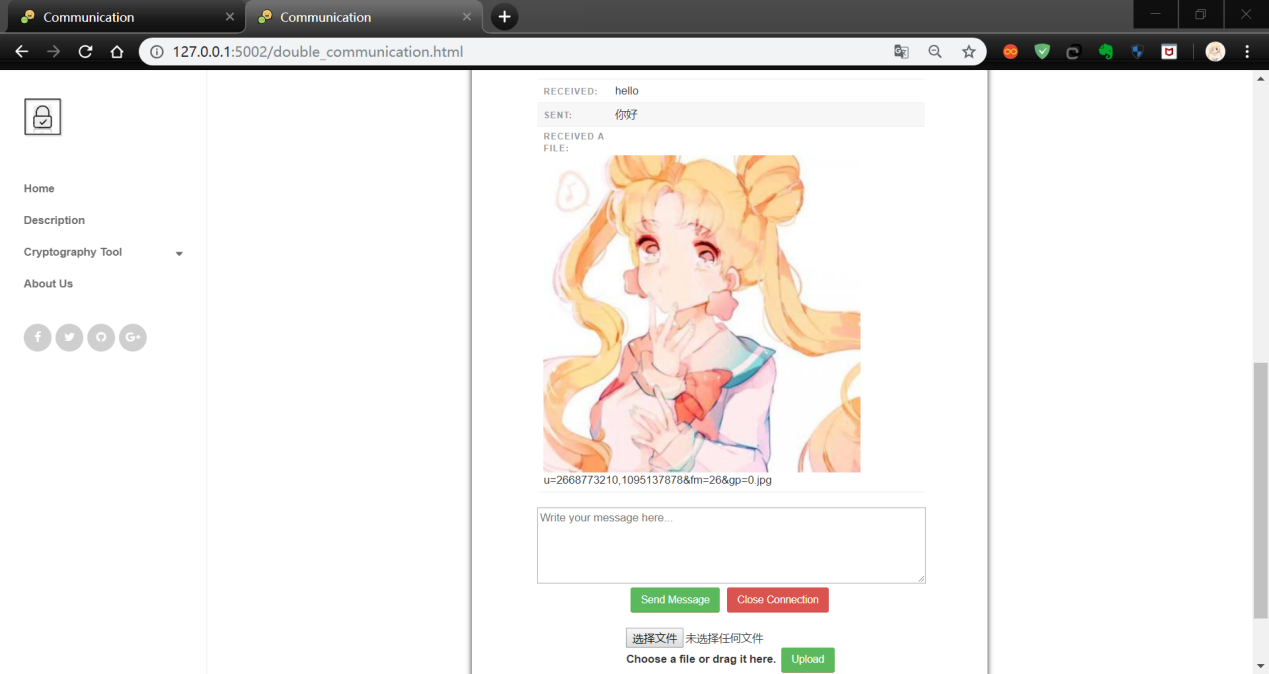 Communication
Communication
127.0.0.1:5002/double_communication.html
Home
Description
Cryptography Tool
About Us
RECEIVED: hello
SENT: 你好
RECEIVED A
FILE:
u=2668773210,1095137878&fm=26&gp=0.jpg
Write your message here...
Send Message Close Connection
选择文件 未选择任何文件
Choose a file or drag it here. Upload